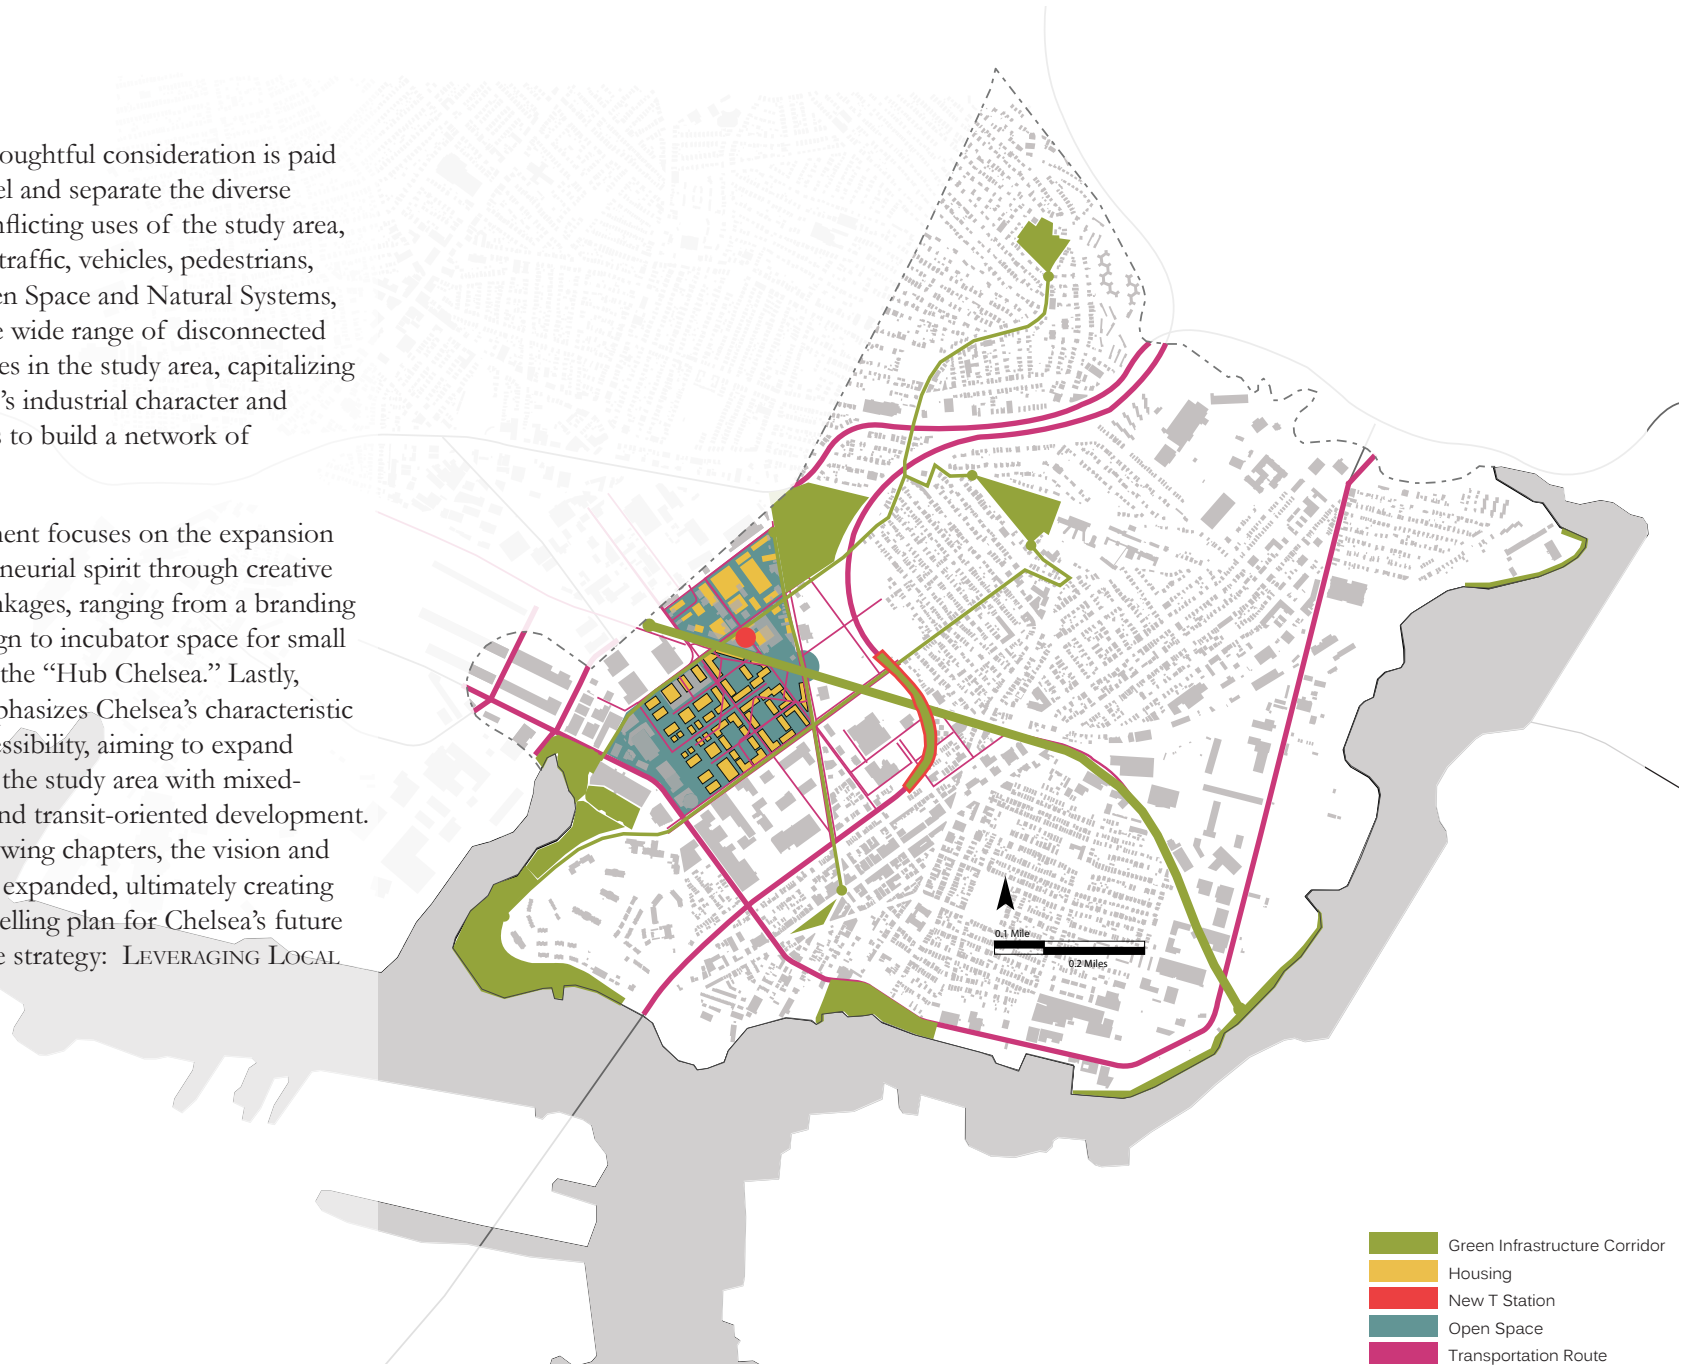 oughtful consideration is paid
el and separate the diverse
nflicting uses of the study area,
traffic, vehicles, pedestrians,
en Space and Natural Systems,
e wide range of disconnected
es in the study area, capitalizing
's industrial character and
s to build a network of
nent focuses on the expansion
neurial spirit through creative
nkages, ranging from a branding
gn to incubator space for small
the “Hub Chelsea.” Lastly,
phasizes Chelsea’s characteristic
essibility, aiming to expand
the study area with mixed-
nd transit-oriented development.
wing chapters, the vision and
expanded, ultimately creating
elling plan for Chelsea’s future
e strategy: LEVERAGING LOCAL
0.1 Mile
0.2 Miles
Green Infrastructure Corridor
Housing
New T Station
Open Space
Transportation Route